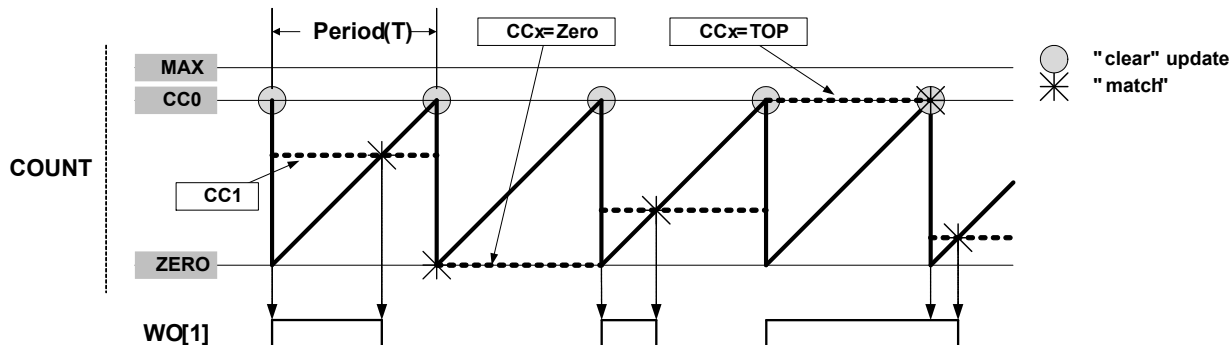 Period(T)
CCx=Zero
CCx=TOP
"clear" update
"match"
MAX
CC0
COUNT
CC1
ZERO
WO[1]